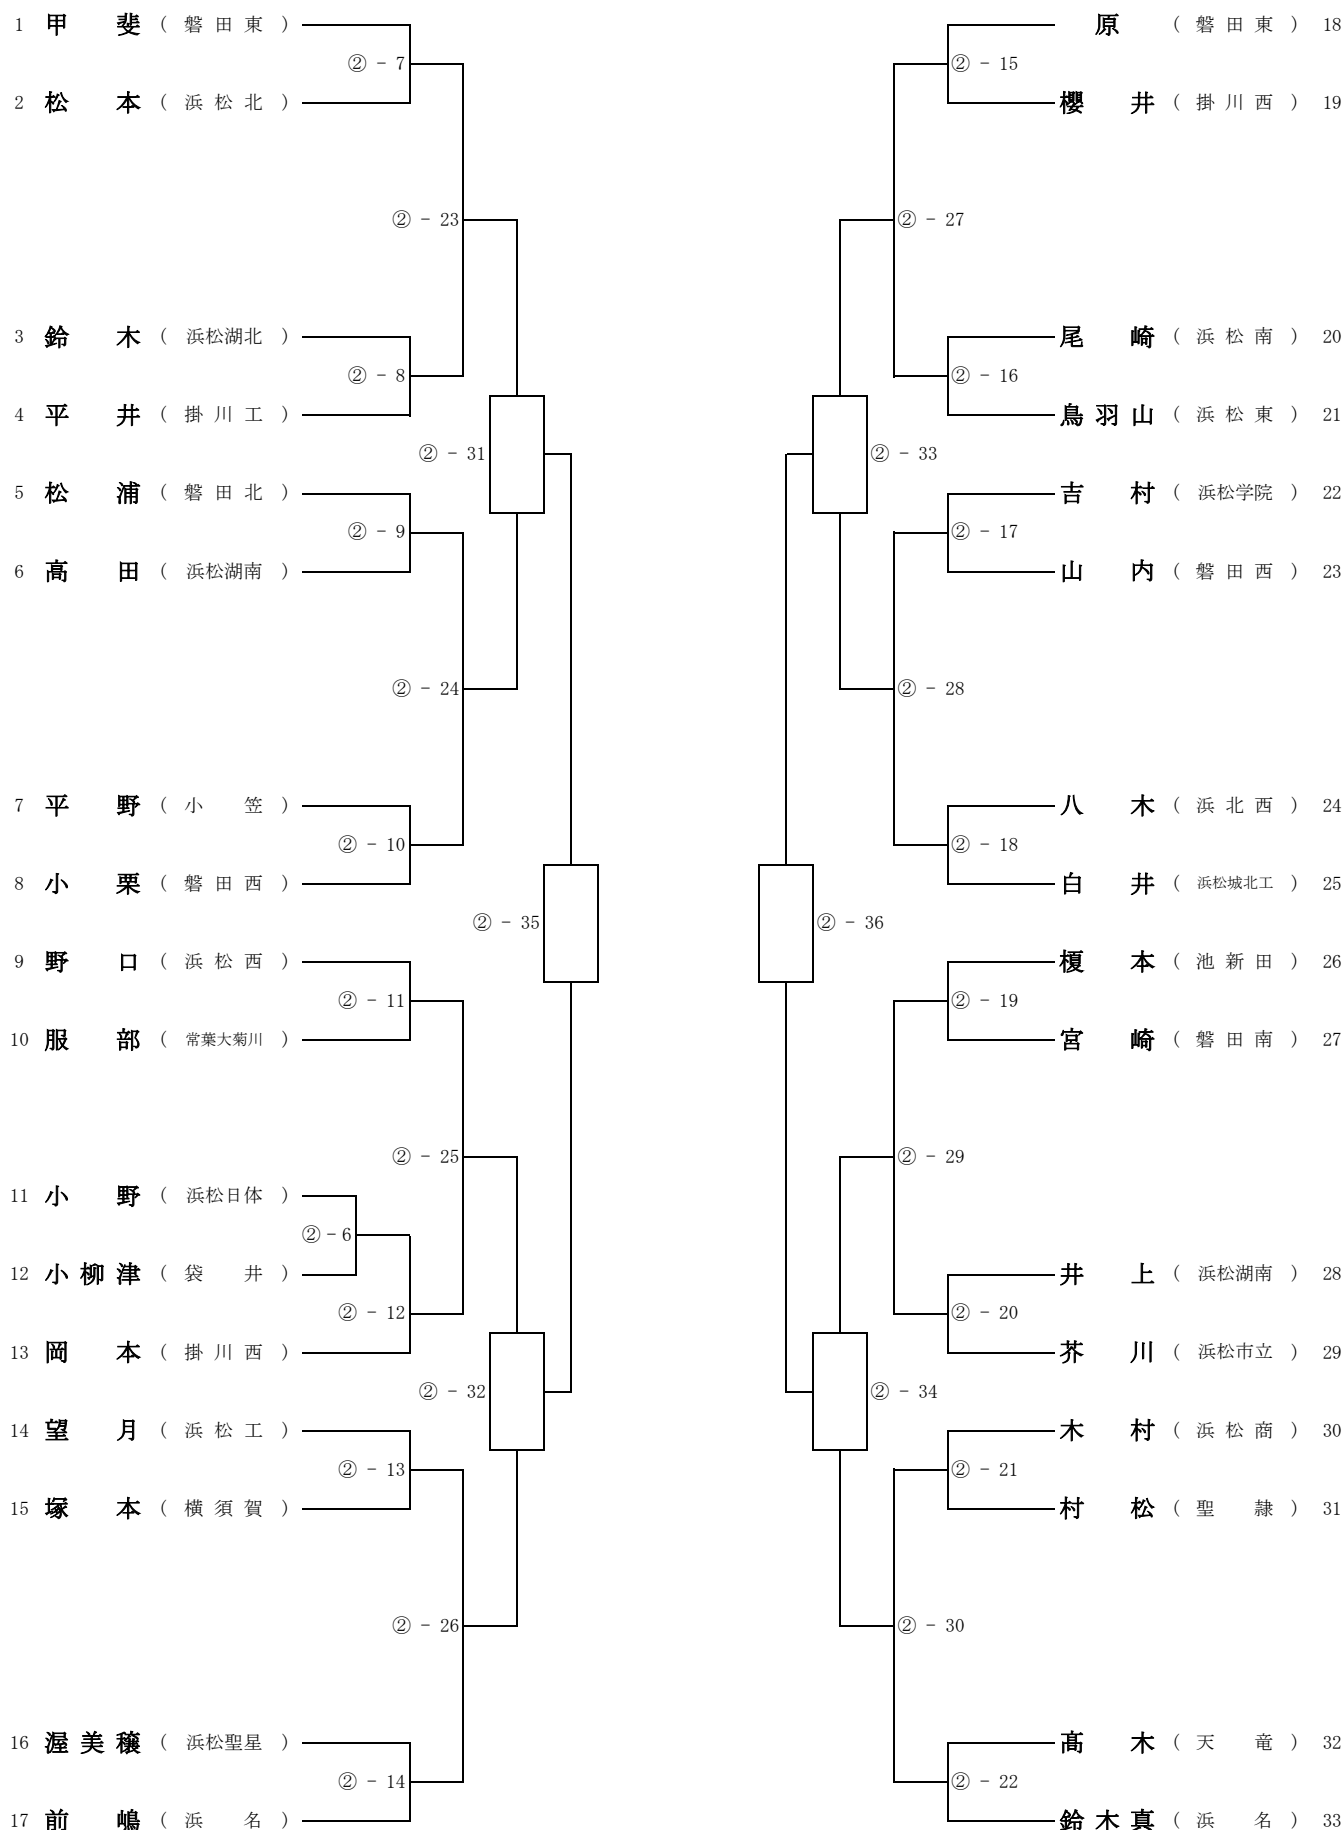 1 甲斐 ( 磐田東 )
② - 7
2 松本 ( 浜松北 )
② - 23
3 鈴木 ( 浜松湖北 )
② - 8
4 平井 ( 掛川工 )
② - 31
5 松浦 ( 磐田北 )
② - 9
6 高田 ( 浜松湖南 )
② - 24
7 平野 ( 小笠 )
② - 10
8 小栗 ( 磐田西 )
② - 35
9 野口 ( 浜松西 )
② - 11
10 服部 ( 常葉大菊川 )
② - 25
11 小野 ( 浜松日体 )
② - 6
12 小柳津 ( 袋井 )
② - 12
13 岡本 ( 掛川西 )
② - 32
14 望月 ( 浜松工 )
② - 13
15 塚本 ( 横須賀 )
② - 26
16 渥美穣 ( 浜松聖星 )
② - 14
17 前嶋 ( 浜名 )
原 ( 磐田東 ) 18
② - 15
櫻井 ( 掛川西 ) 19
② - 27
尾崎 ( 浜松南 ) 20
② - 16
鳥羽山 ( 浜松東 ) 21
② - 33
吉村 ( 浜松学院 ) 22
② - 17
山内 ( 磐田西 ) 23
② - 28
八木 ( 浜北西 ) 24
② - 18
白井 ( 浜松城北工 ) 25
② - 36
榎本 ( 池新田 ) 26
② - 19
宮崎 ( 磐田南 ) 27
② - 29
井上 ( 浜松湖南 ) 28
② - 20
芥川 ( 浜松市立 ) 29
② - 34
木村 ( 浜松商 ) 30
② - 21
村松 ( 聖隷 ) 31
② - 30
髙木 ( 天竜 ) 32
② - 22
鈴木真 ( 浜名 ) 33